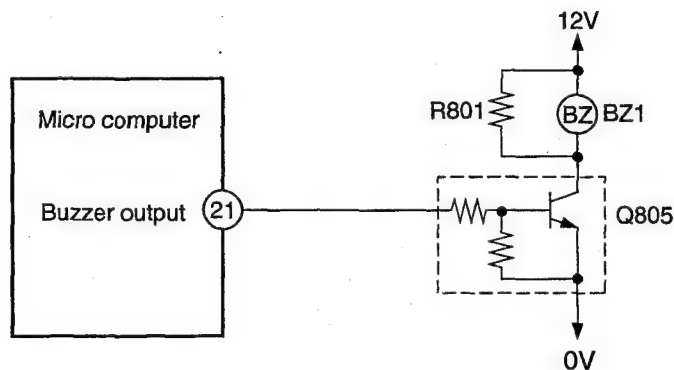 12V
R801
BZ
BZ1
Micro computer
Buzzer output
21
Q805
0V